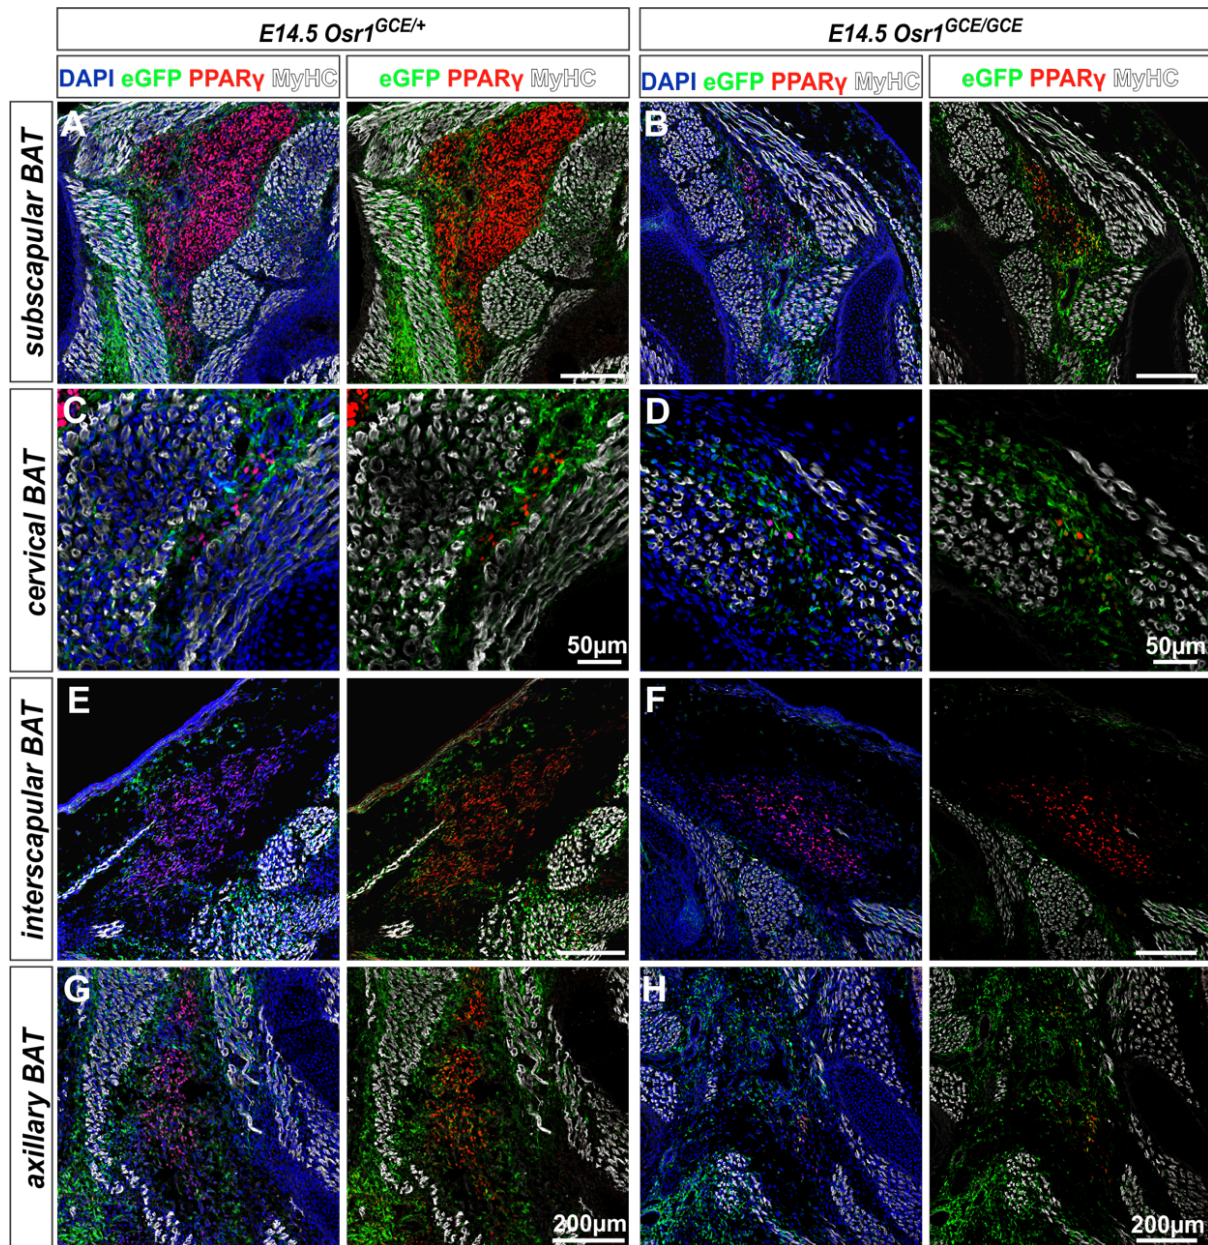 E14.5 Osr1GCE/+
E14.5 Osr1GCE/GCE
DAPI eGFP PPARγ MyHC
eGFP PPARγ MyHC
DAPI eGFP PPARγ MyHC
eGFP PPARγ MyHC
subscapular BAT
A
B
cervical BAT
C
50µm
D
50µm
interscapular BAT
E
F
axillary BAT
G
200µm
H
200µm